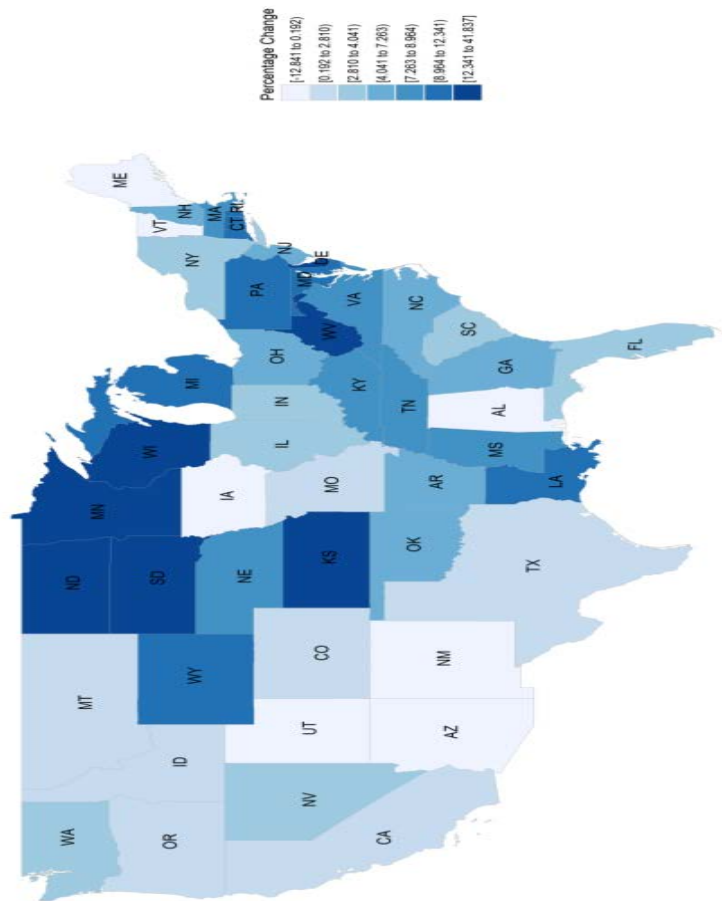 Percentage Change
[-12.841 to 0.192)
[0.192 to 2.810)
[2.810 to 4.041)
[4.041 to 7.263)
[7.263 to 8.964)
[8.964 to 12.341)
[12.341 to 41.837]
WA
MT
ND
MN
WI
MI
ME
VT
NH
NY
MA
CT
RI
OR
ID
WY
SD
IA
NE
IL
IN
OH
PA
NJ
MD
DE
WV
VA
NV
UT
CO
KS
MO
KY
CA
AZ
NM
OK
AR
TN
NC
SC
TX
LA
MS
AL
GA
FL